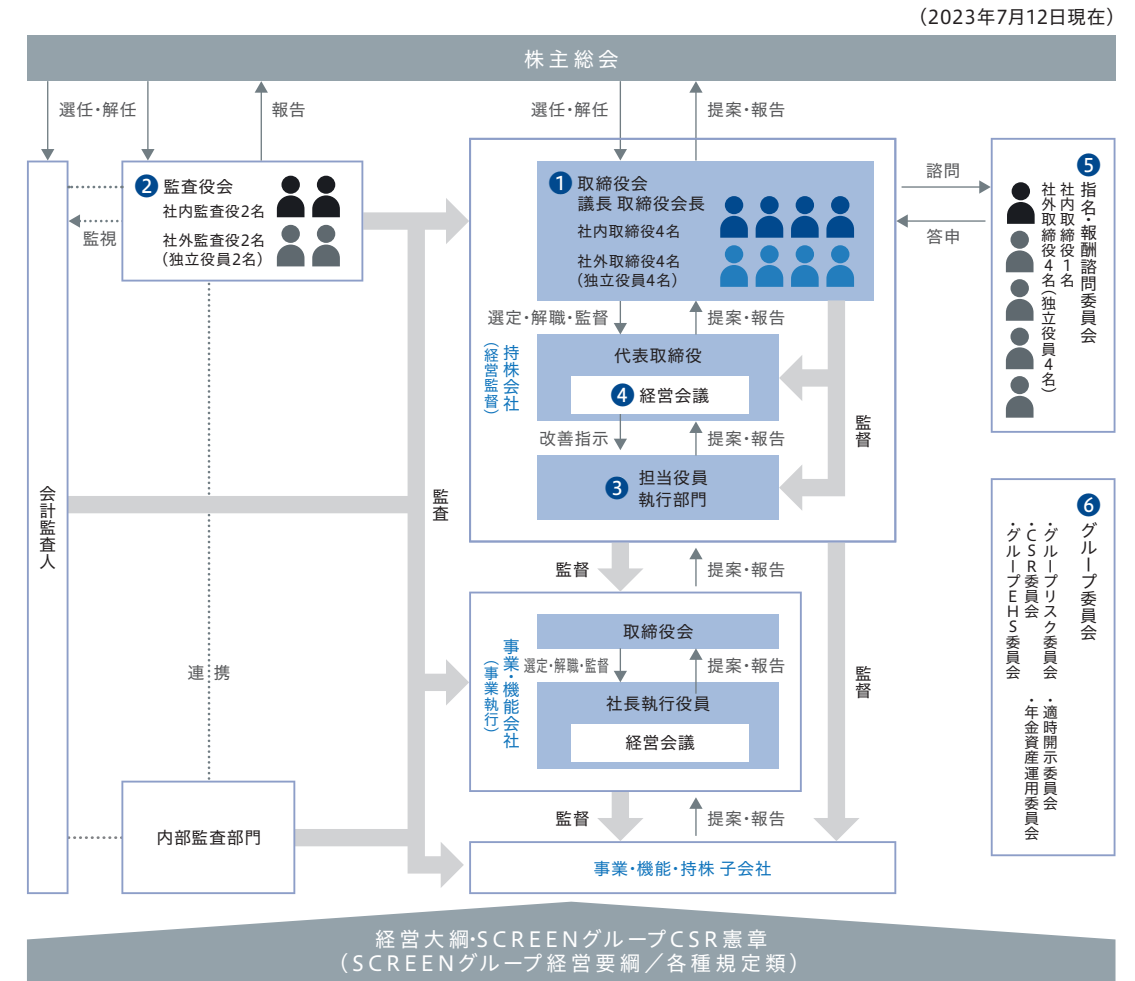 （2023年7月12日現在）
株主総会
選任・解任
報告
選任・解任
提案・報告
会計監査人
❷ 監査役会
社内監査役2名
社外監査役2名
（独立役員2名）
監視
❶ 取締役会
議長 取締役会長
社内取締役4名
社外取締役4名
（独立役員4名）
諮問
答申
❺ 指名・報酬諮問委員会
社内取締役1名
社外取締役4名（独立役員4名）
選定・解職・監督
提案・報告
持株会社
（経営監督）
代表取締役
❹ 経営会議
改善指示
提案・報告
❸ 担当役員
執行部門
監督
監査
監督
提案・報告
❻ グループ委員会
・グループリスク委員会
・CSR委員会
・グループEHS委員会
・適時開示委員会
・年金資産運用委員会
事業・機能会社
（事業執行）
取締役会
選定・解職・監督
提案・報告
社長執行役員
経営会議
監督
連携
内部監査部門
監督
提案・報告
事業・機能・持株 子会社
経営大綱・SCREENグループCSR憲章
（SCREENグループ経営要綱／各種規定類）